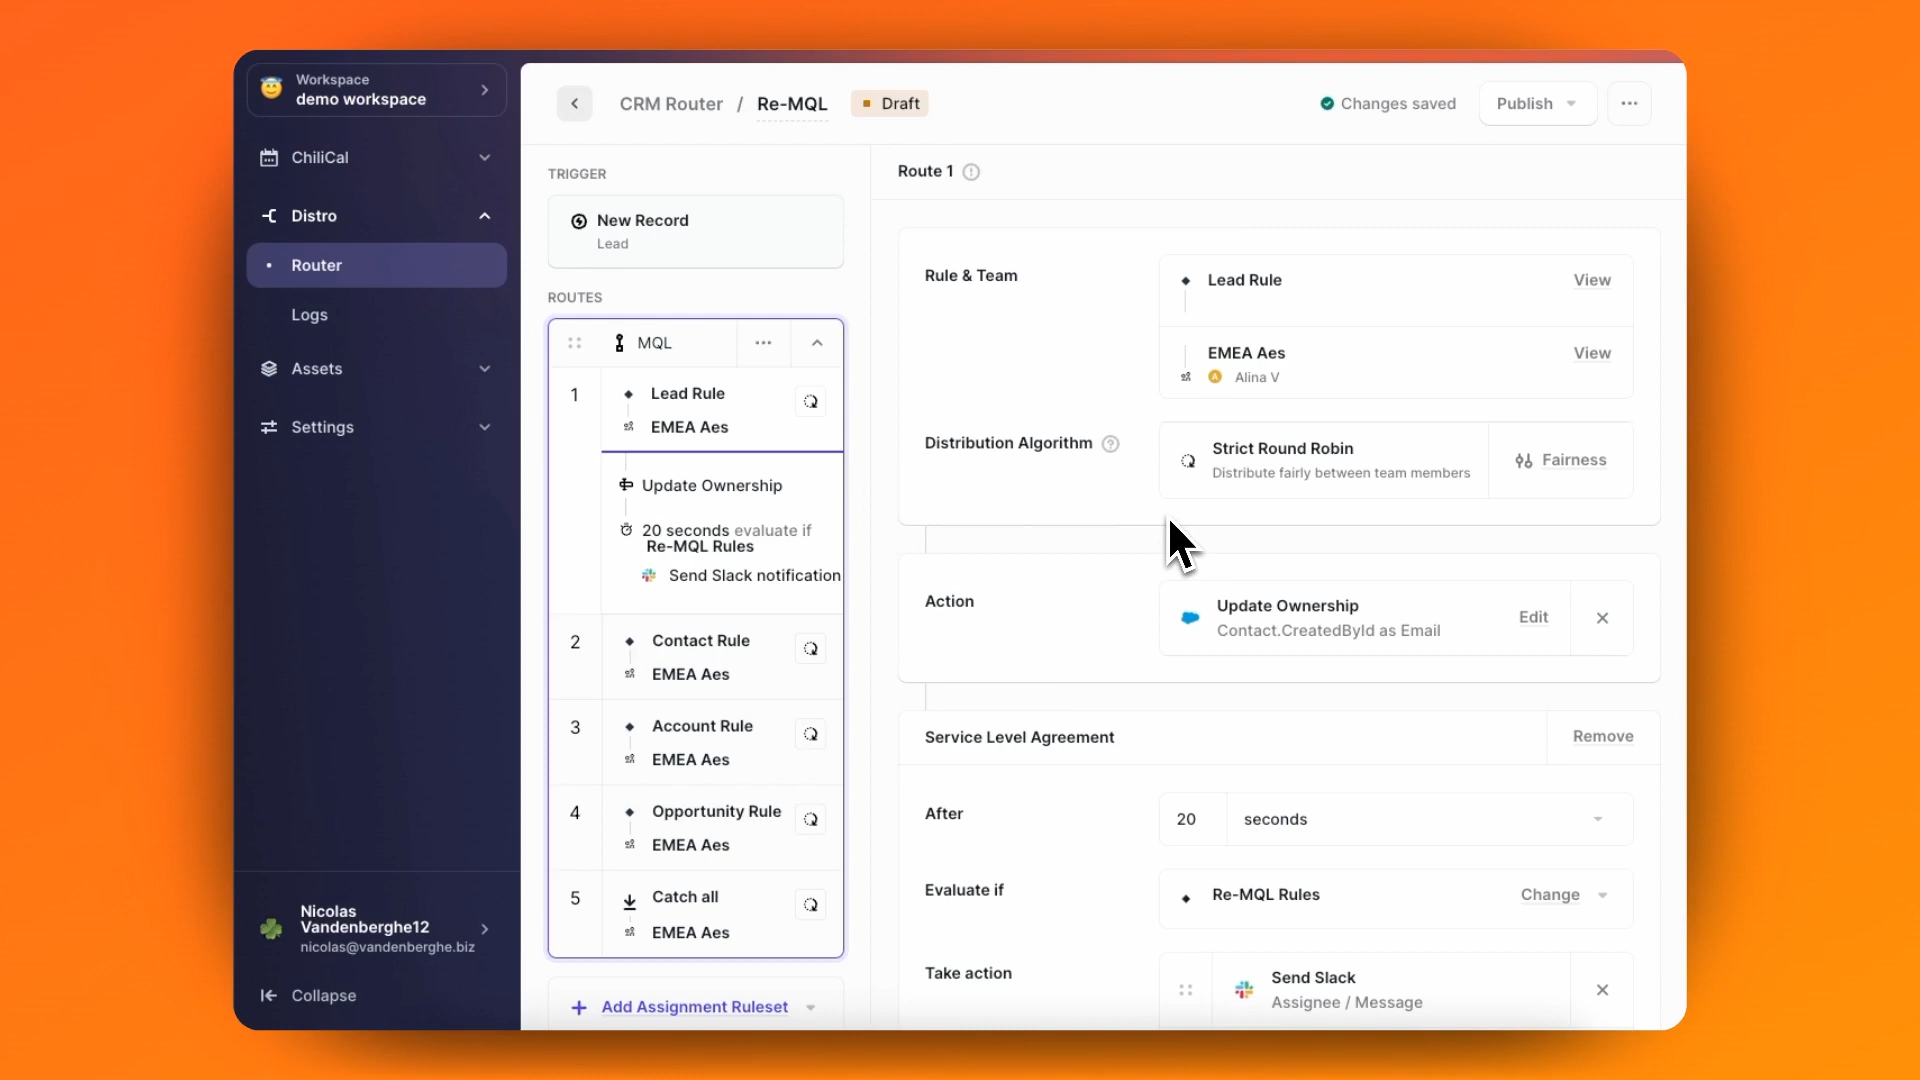 Workspace
demo workspace
ChiliCal
Distro
Router
Logs
Assets
Settings
Nicolas
Vandenberghe12
nicolas@vandenberghe.biz
Collapse
CRM Router / Re-MQL
Draft
Changes saved
Publish
TRIGGER
New Record
Lead
ROUTES
MQL
1
Lead Rule
EMEA Aes
Update Ownership
20 seconds evaluate if
Re-MQL Rules
Send Slack notification
2
Contact Rule
EMEA Aes
3
Account Rule
EMEA Aes
4
Opportunity Rule
EMEA Aes
5
Catch all
EMEA Aes
+ Add Assignment Ruleset
Route 1
Rule & Team
Lead Rule
View
EMEA Aes
View
A
Alina V
Distribution Algorithm
Strict Round Robin
Distribute fairly between team members
Fairness
Action
Update Ownership
Contact.CreatedById as Email
Edit
Service Level Agreement
Remove
After
20
seconds
Evaluate if
Re-MQL Rules
Change
Take action
Send Slack
Assignee / Message